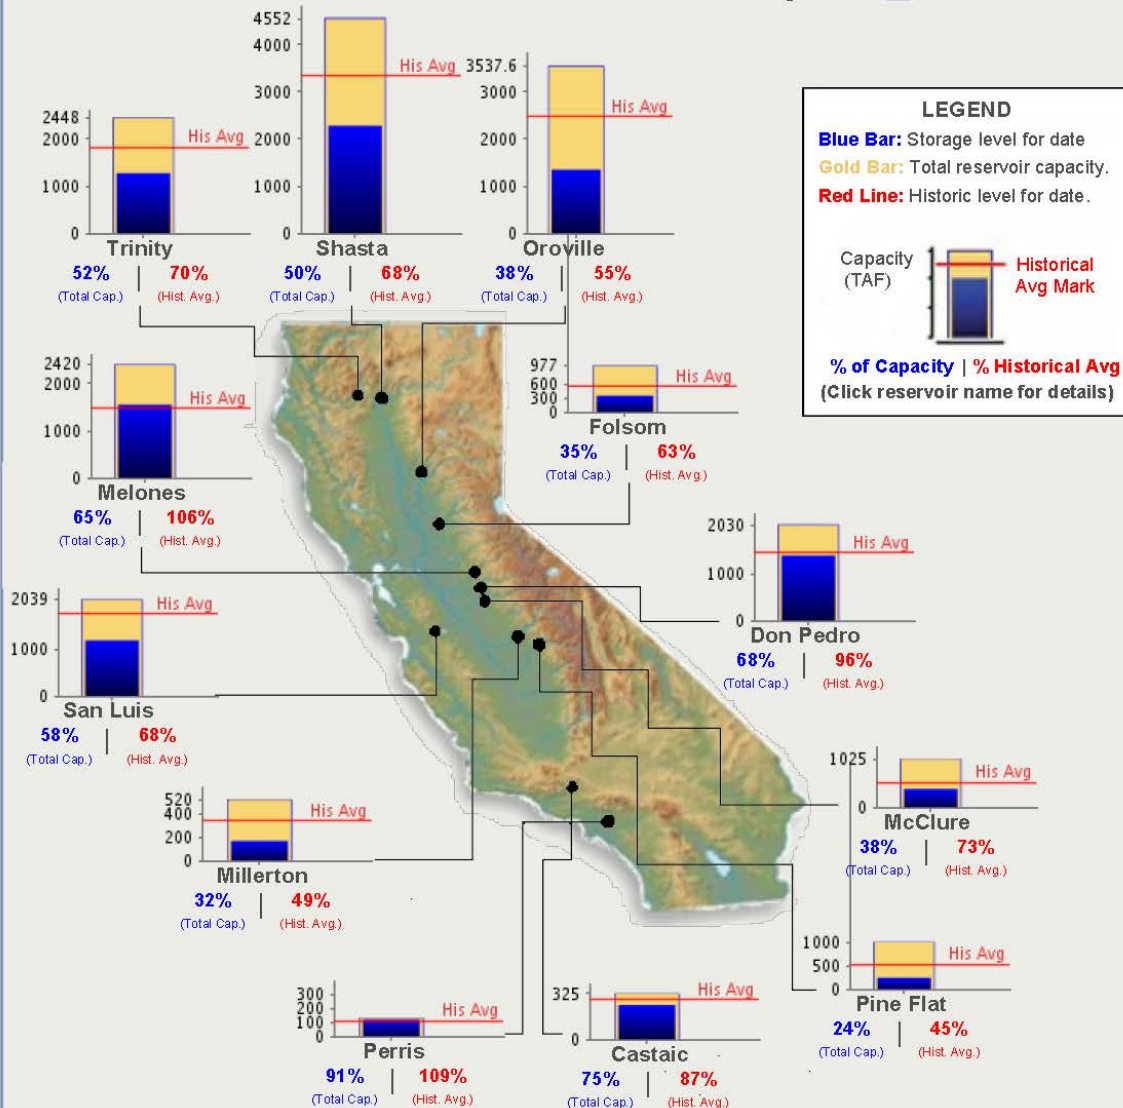 4552
4000
3000
2000
1000
0
His Avg
Shasta
50% | 68%
(Total Cap.) (Hist. Avg.)
3537.6
3000
2000
1000
0
His Avg
Oroville
38% | 55%
(Total Cap.) (Hist. Avg.)
2448
2000
1000
0
His Avg
Trinity
52% | 70%
(Total Cap.) (Hist. Avg.)
LEGEND
Blue Bar: Storage level for date
Gold Bar: Total reservoir capacity.
Red Line: Historic level for date.
Capacity
(TAF)
Historical
Avg Mark
% of Capacity | % Historical Avg
(Click reservoir name for details)
2420
2000
1000
0
His Avg
Melones
65% | 106%
(Total Cap.) (Hist. Avg.)
977
600
300
0
His Avg
Folsom
35% | 63%
(Total Cap.) (Hist. Avg.)
2030
1000
0
His Avg
Don Pedro
68% | 96%
(Total Cap.) (Hist. Avg.)
2039
1000
0
His Avg
San Luis
58% | 68%
(Total Cap.) (Hist. Avg.)
1025
0
His Avg
McClure
38% | 73%
(Total Cap.) (Hist. Avg.)
520
400
200
0
His Avg
Millerton
32% | 49%
(Total Cap.) (Hist. Avg.)
1000
500
0
His Avg
Pine Flat
24% | 45%
(Total Cap.) (Hist. Avg.)
300
200
100
0
His Avg
Perris
91% | 109%
(Total Cap.) (Hist. Avg.)
325
0
His Avg
Castaic
75% | 87%
(Total Cap.) (Hist. Avg.)